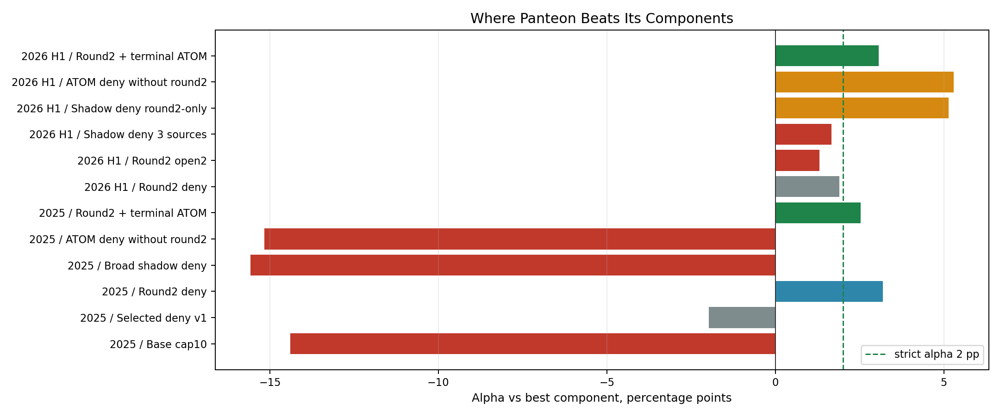 Where Panteon Beats Its Components
2026 H1 / Round2 + terminal ATOM
2026 H1 / ATOM deny without round2
2026 H1 / Shadow deny round2-only
2026 H1 / Shadow deny 3 sources
2026 H1 / Round2 open2
2026 H1 / Round2 deny
2025 / Round2 + terminal ATOM
2025 / ATOM deny without round2
2025 / Broad shadow deny
2025 / Round2 deny
2025 / Selected deny v1
2025 / Base cap10
strict alpha 2 pp
−15 −10 −5 0 5
Alpha vs best component, percentage points